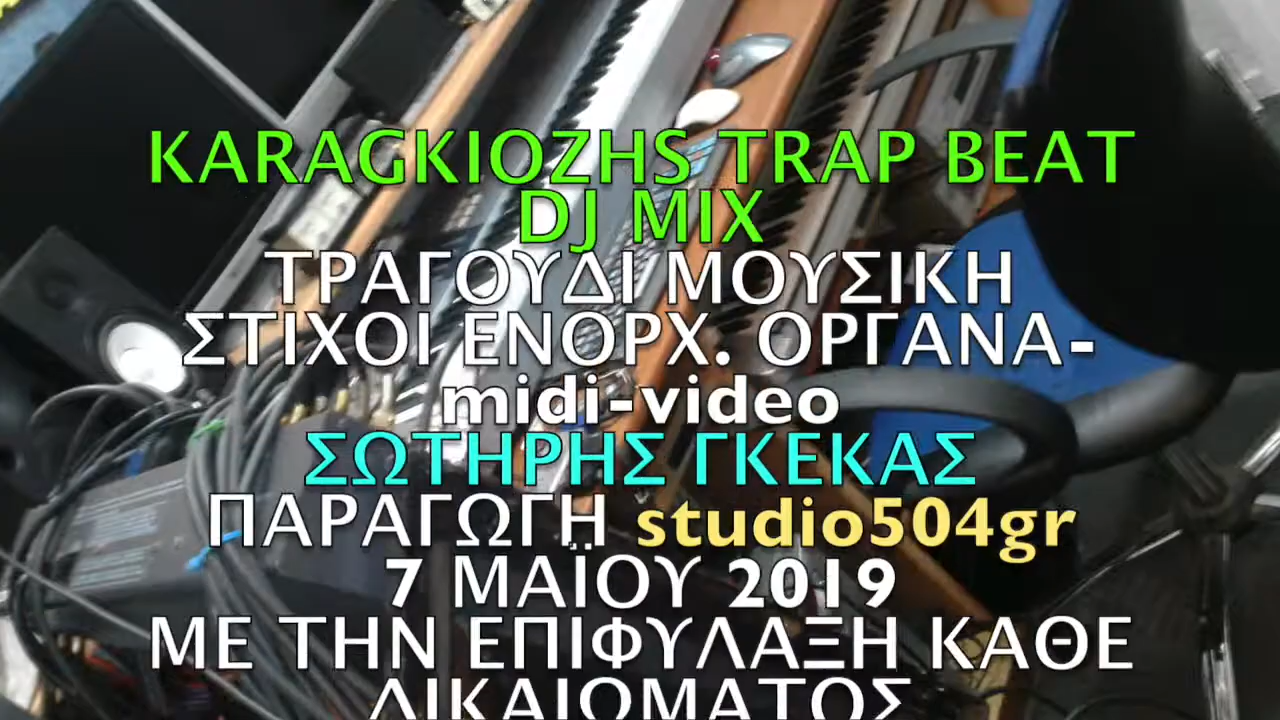 KARAGKIOZHS TRAP BEAT
DJ MIX
ΤΡΑΓΟΥΔΙ ΜΟΥΣΙΚΗ
ΣΤΙΧΟΙ ΕΝΟΡΧ. ΟΡΓΑΝΑ-
midi-video
ΣΩΤΗΡΗΣ ΓΚΕΚΑΣ
ΠΑΡΑΓΩΓΗ studio504gr
7 ΜΑΪΟΥ 2019
ΜΕ ΤΗΝ ΕΠΙΦΥΛΑΞΗ ΚΑΘΕ
ΔΙΚΑΙΩΜΑΤΟΣ